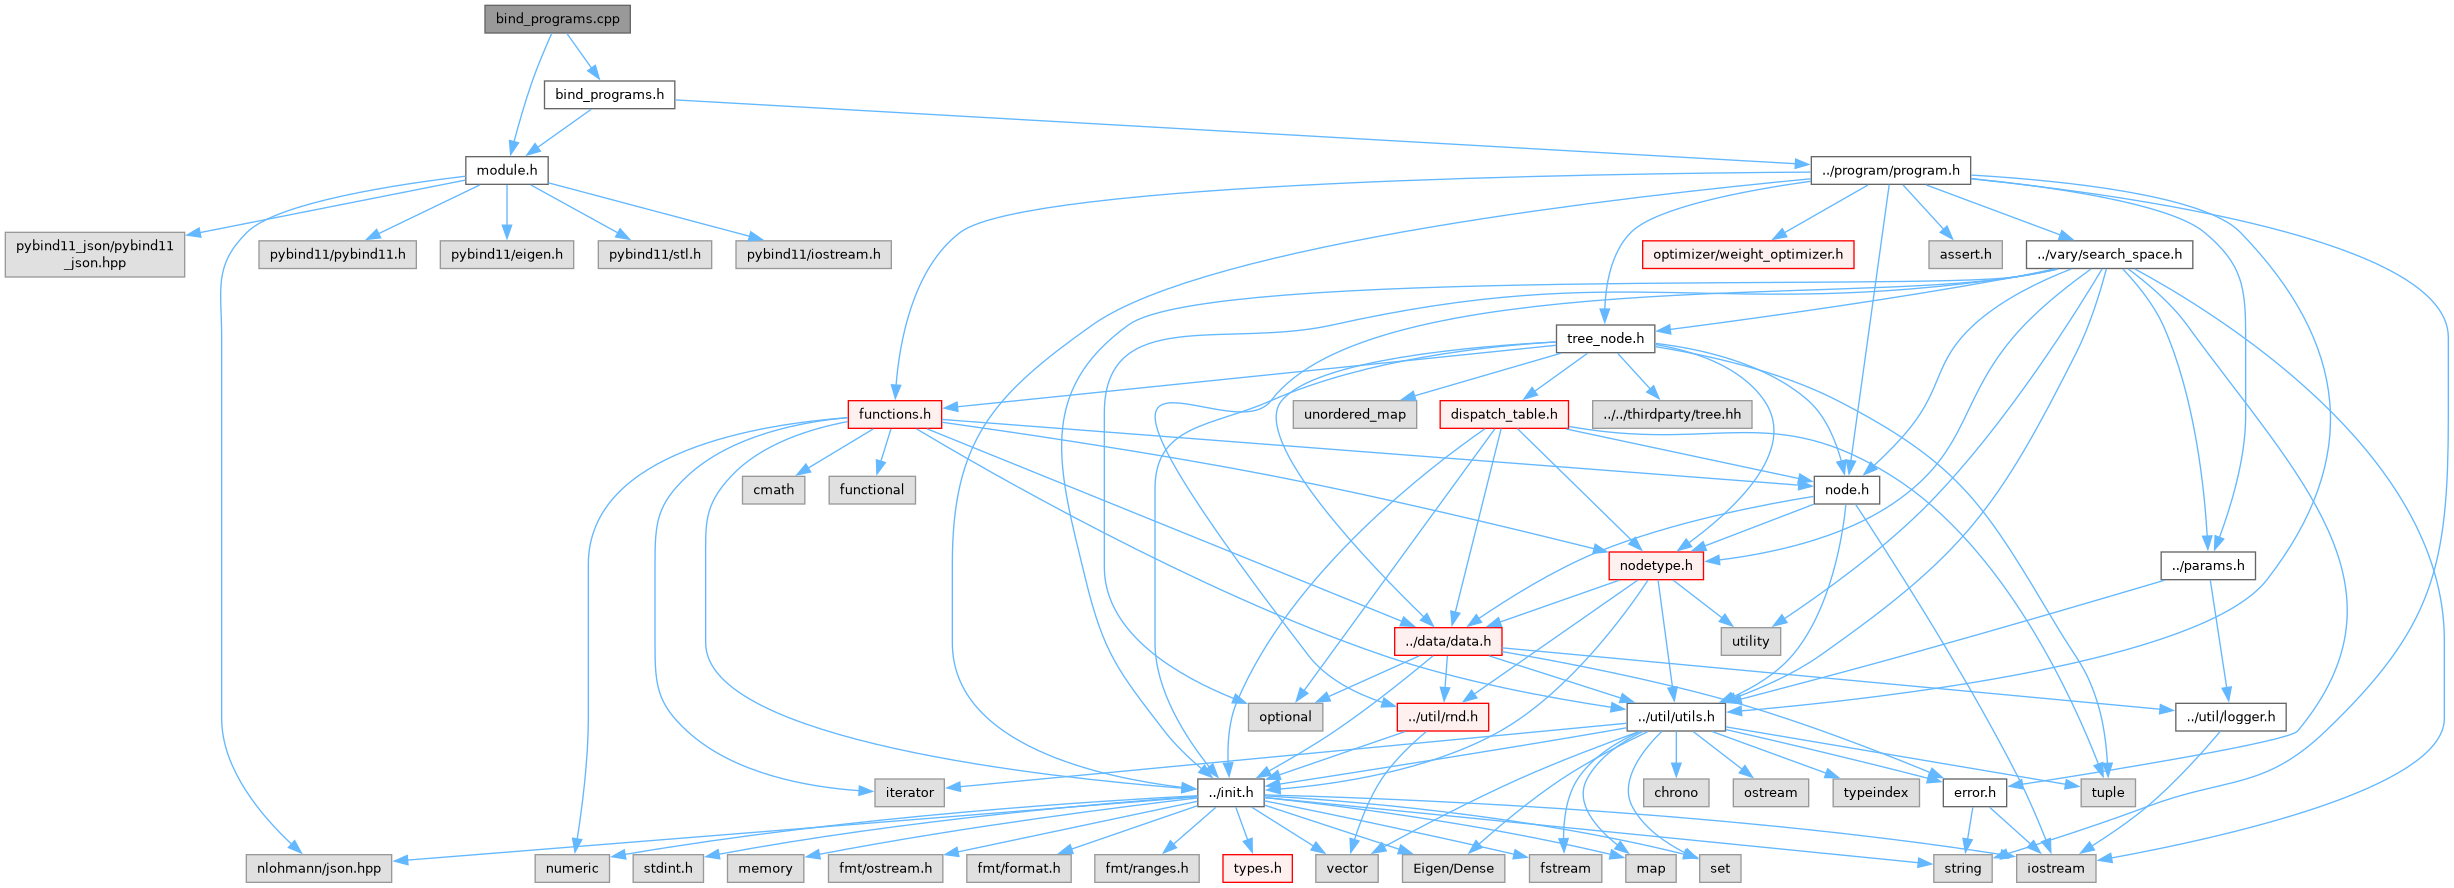 bind_programs.cpp
bind_programs.h
module.h
../program/program.h
pybind11_json/pybind11
_json.hpp
pybind11/pybind11.h
pybind11/eigen.h
pybind11/stl.h
pybind11/iostream.h
optimizer/weight_optimizer.h
assert.h
../vary/search_space.h
tree_node.h
functions.h
unordered_map
dispatch_table.h
../../thirdparty/tree.hh
cmath
functional
node.h
nodetype.h
../params.h
../data/data.h
utility
optional
../util/rnd.h
../util/utils.h
../util/logger.h
iterator
../init.h
chrono
ostream
typeindex
error.h
tuple
nlohmann/json.hpp
numeric
stdint.h
memory
fmt/ostream.h
fmt/format.h
fmt/ranges.h
types.h
vector
Eigen/Dense
fstream
map
set
string
iostream